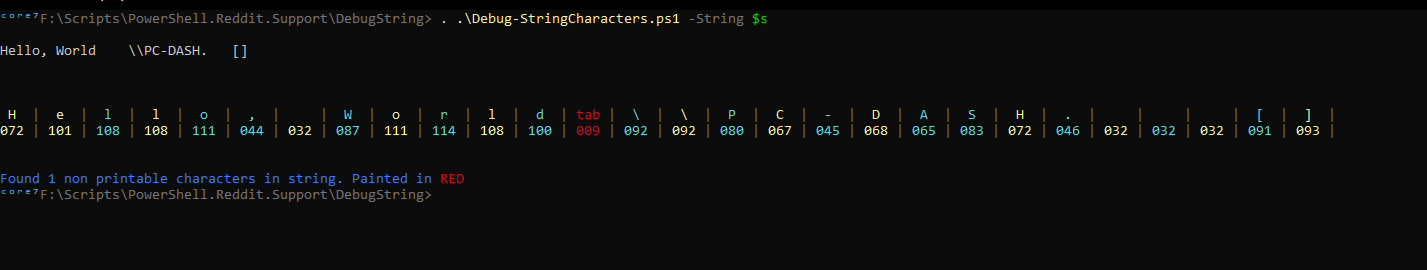 ᶜᵒʳᵉ⁷F:\Scripts\PowerShell.Reddit.Support\DebugString> . .\Debug-StringCharacters.ps1 -String $s
Hello, World    \\PC-DASH.   []
H | e | l | l | o | , |   | W | o | r | l | d | tab | \ | \ | P | C | - | D | A | S | H | . |   |   |   | [ | ] |
072 | 101 | 108 | 108 | 111 | 044 | 032 | 087 | 111 | 114 | 108 | 100 | 009 | 092 | 092 | 080 | 067 | 045 | 068 | 065 | 083 | 072 | 046 | 032 | 032 | 032 | 091 | 093 |
Found 1 non printable characters in string. Painted in RED
ᶜᵒʳᵉ⁷F:\Scripts\PowerShell.Reddit.Support\DebugString>